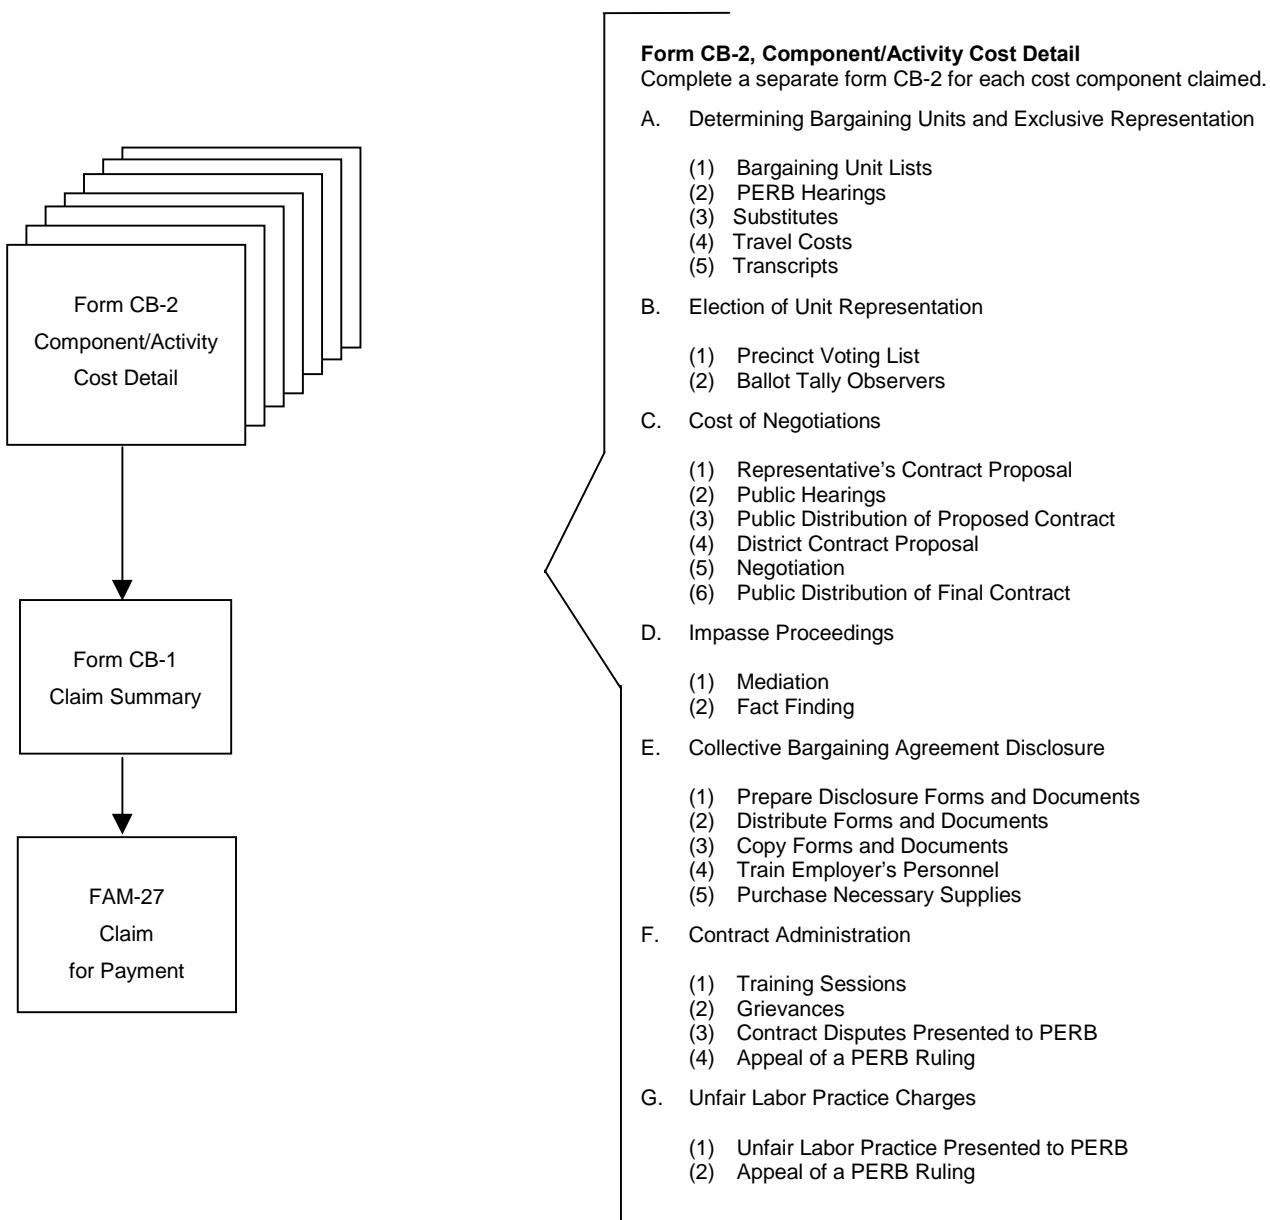 Form CB-2
Component/Activity
Cost Detail
Form CB-1
Claim Summary
FAM-27
Claim
for Payment
Form CB-2, Component/Activity Cost Detail
Complete a separate form CB-2 for each cost component claimed.
A. Determining Bargaining Units and Exclusive Representation
(1) Bargaining Unit Lists
(2) PERB Hearings
(3) Substitutes
(4) Travel Costs
(5) Transcripts
B. Election of Unit Representation
(1) Precinct Voting List
(2) Ballot Tally Observers
C. Cost of Negotiations
(1) Representative’s Contract Proposal
(2) Public Hearings
(3) Public Distribution of Proposed Contract
(4) District Contract Proposal
(5) Negotiation
(6) Public Distribution of Final Contract
D. Impasse Proceedings
(1) Mediation
(2) Fact Finding
E. Collective Bargaining Agreement Disclosure
(1) Prepare Disclosure Forms and Documents
(2) Distribute Forms and Documents
(3) Copy Forms and Documents
(4) Train Employer’s Personnel
(5) Purchase Necessary Supplies
F. Contract Administration
(1) Training Sessions
(2) Grievances
(3) Contract Disputes Presented to PERB
(4) Appeal of a PERB Ruling
G. Unfair Labor Practice Charges
(1) Unfair Labor Practice Presented to PERB
(2) Appeal of a PERB Ruling